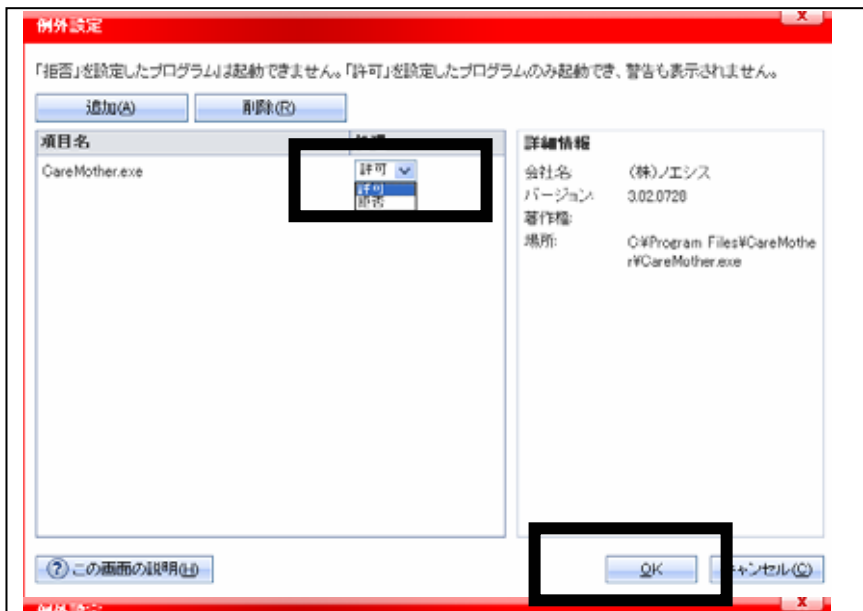 例外設定
X
「拒否」を設定したプログラムは起動できません。「許可」を設定したプログラムのみ起動でき、警告も表示されません。
追加(A) 削除(R)
項目名
CareMother.exe 許可
許可
拒否
詳細情報
会社名: (株)ノエシス
バージョン: 3.02.0728
著作権:
場所: C:¥Program Files¥CareMothe
r¥CareMother.exe
?この画面の説明(H) OK キャンセル(C)
例外設定 X